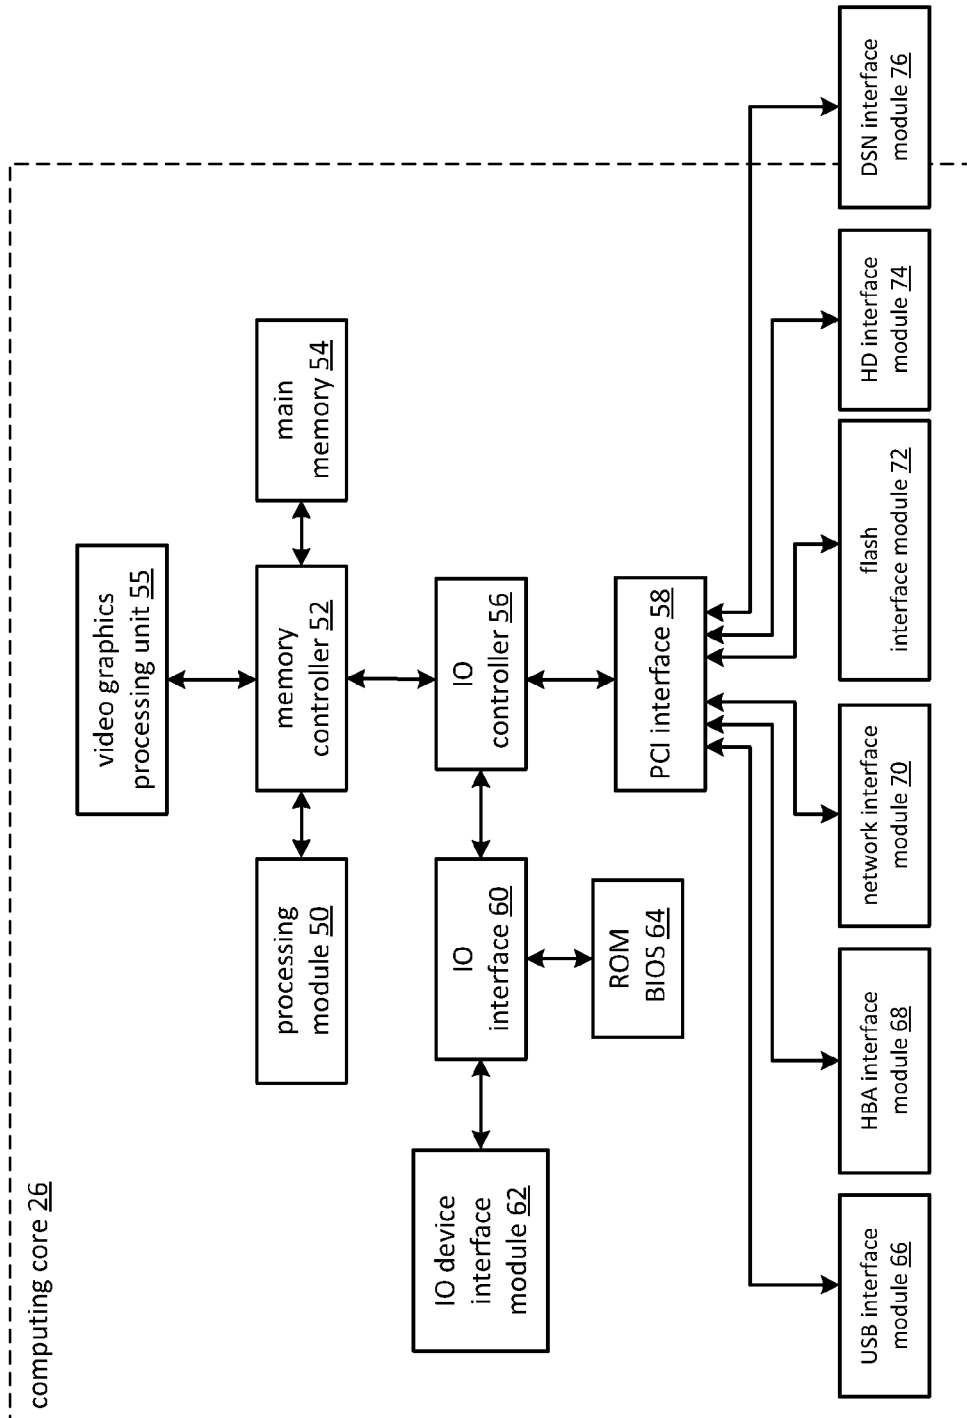 computing core 26
video graphics
processing unit 55
processing
module 50
memory
controller 52
main
memory 54
IO device
interface
module 62
IO
interface 60
IO
controller 56
ROM
BIOS 64
PCI interface 58
USB interface
module 66
HBA interface
module 68
network interface
module 70
flash
interface module 72
HD interface
module 74
DSN interface
module 76